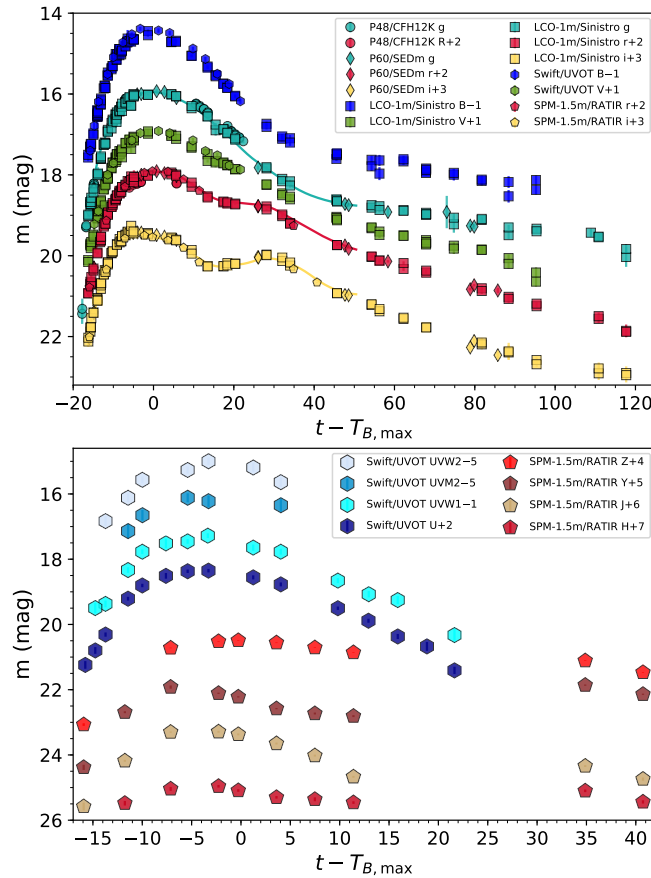 14
16
18
20
22
m (mag)
P48/CFH12K g
P48/CFH12K R+2
P60/SEDm g
P60/SEDm r+2
P60/SEDm i+3
LCO-1m/Sinistro B−1
LCO-1m/Sinistro V+1
LCO-1m/Sinistro g
LCO-1m/Sinistro r+2
LCO-1m/Sinistro i+3
Swift/UVOT B−1
Swift/UVOT V+1
SPM-1.5m/RATIR r+2
SPM-1.5m/RATIR i+3
−20 0 20 40 60 80 100 120
t − T_B, max
16
18
20
22
24
26
m (mag)
Swift/UVOT UVW2−5
Swift/UVOT UVM2−5
Swift/UVOT UVW1−1
Swift/UVOT U+2
SPM-1.5m/RATIR Z+4
SPM-1.5m/RATIR Y+5
SPM-1.5m/RATIR J+6
SPM-1.5m/RATIR H+7
−15 −10 −5 0 5 10 15 20 25 30 35 40
t − T_B, max